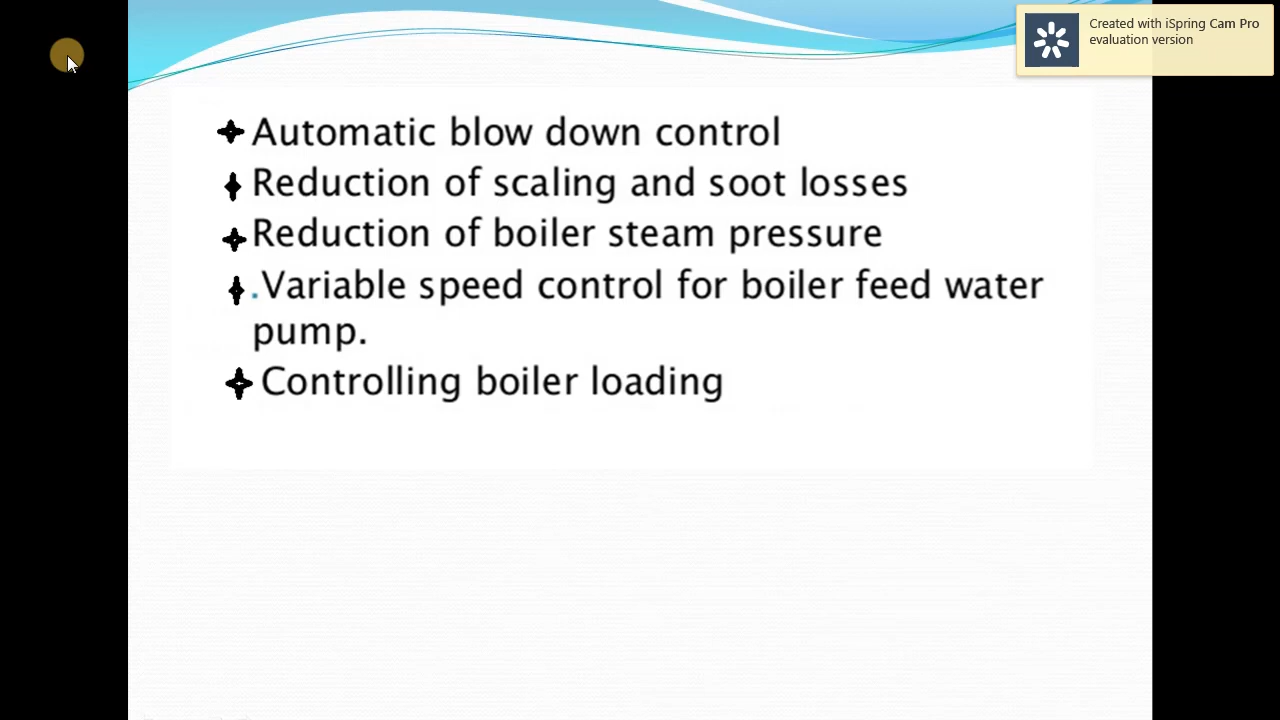 Created with iSpring Cam Pro
evaluation version
Automatic blow down control
Reduction of scaling and soot losses
Reduction of boiler steam pressure
.Variable speed control for boiler feed water
pump.
Controlling boiler loading